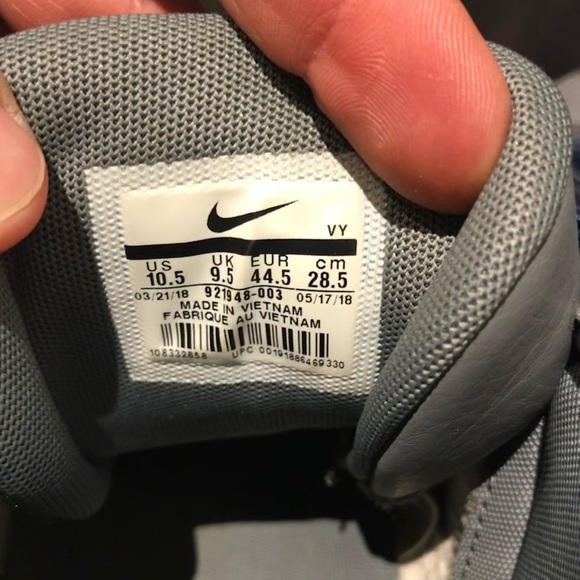 VY
US UK EUR cm
10.5 9.5 44.5 28.5
03/21/18 921948-003 05/17/18
MADE IN VIETNAM
FABRIQUE AU VIETNAM
108332858 UPC 00191886469330